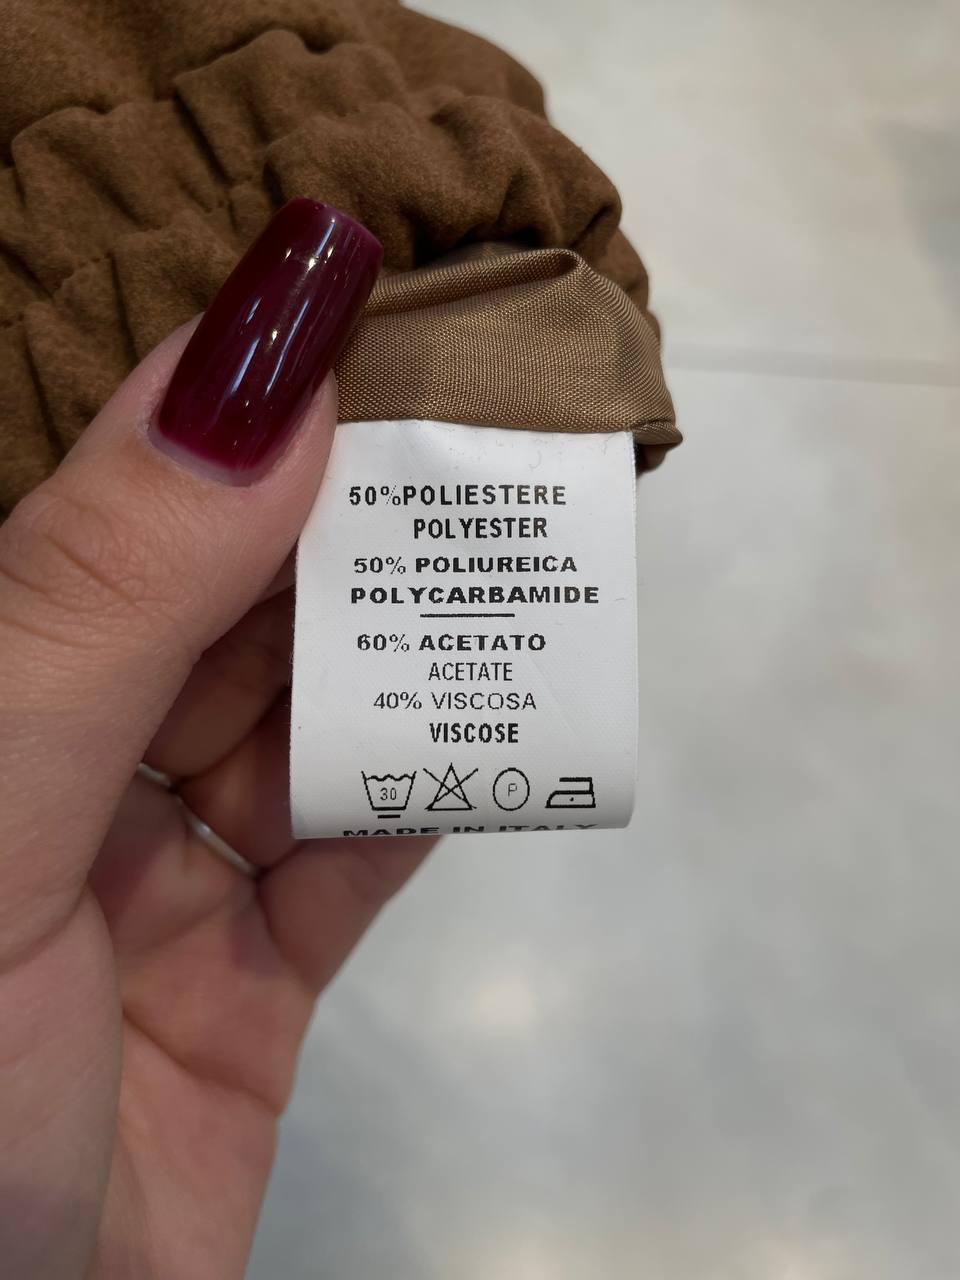 50%POLIESTERE
POLYESTER
50% POLIUREICA
POLYCARBAMIDE
60% ACETATO
ACETATE
40% VISCOSA
VISCOSE
30 P
MADE IN ITALY